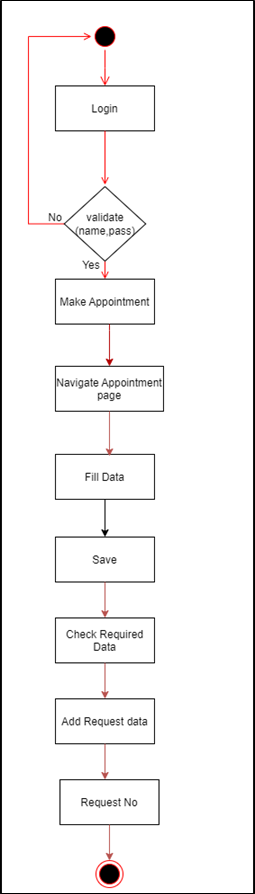 Login
validate
(name,pass)
No
Yes
Make Appointment
Navigate Appointment
page
Fill Data
Save
Check Required
Data
Add Request data
Request No